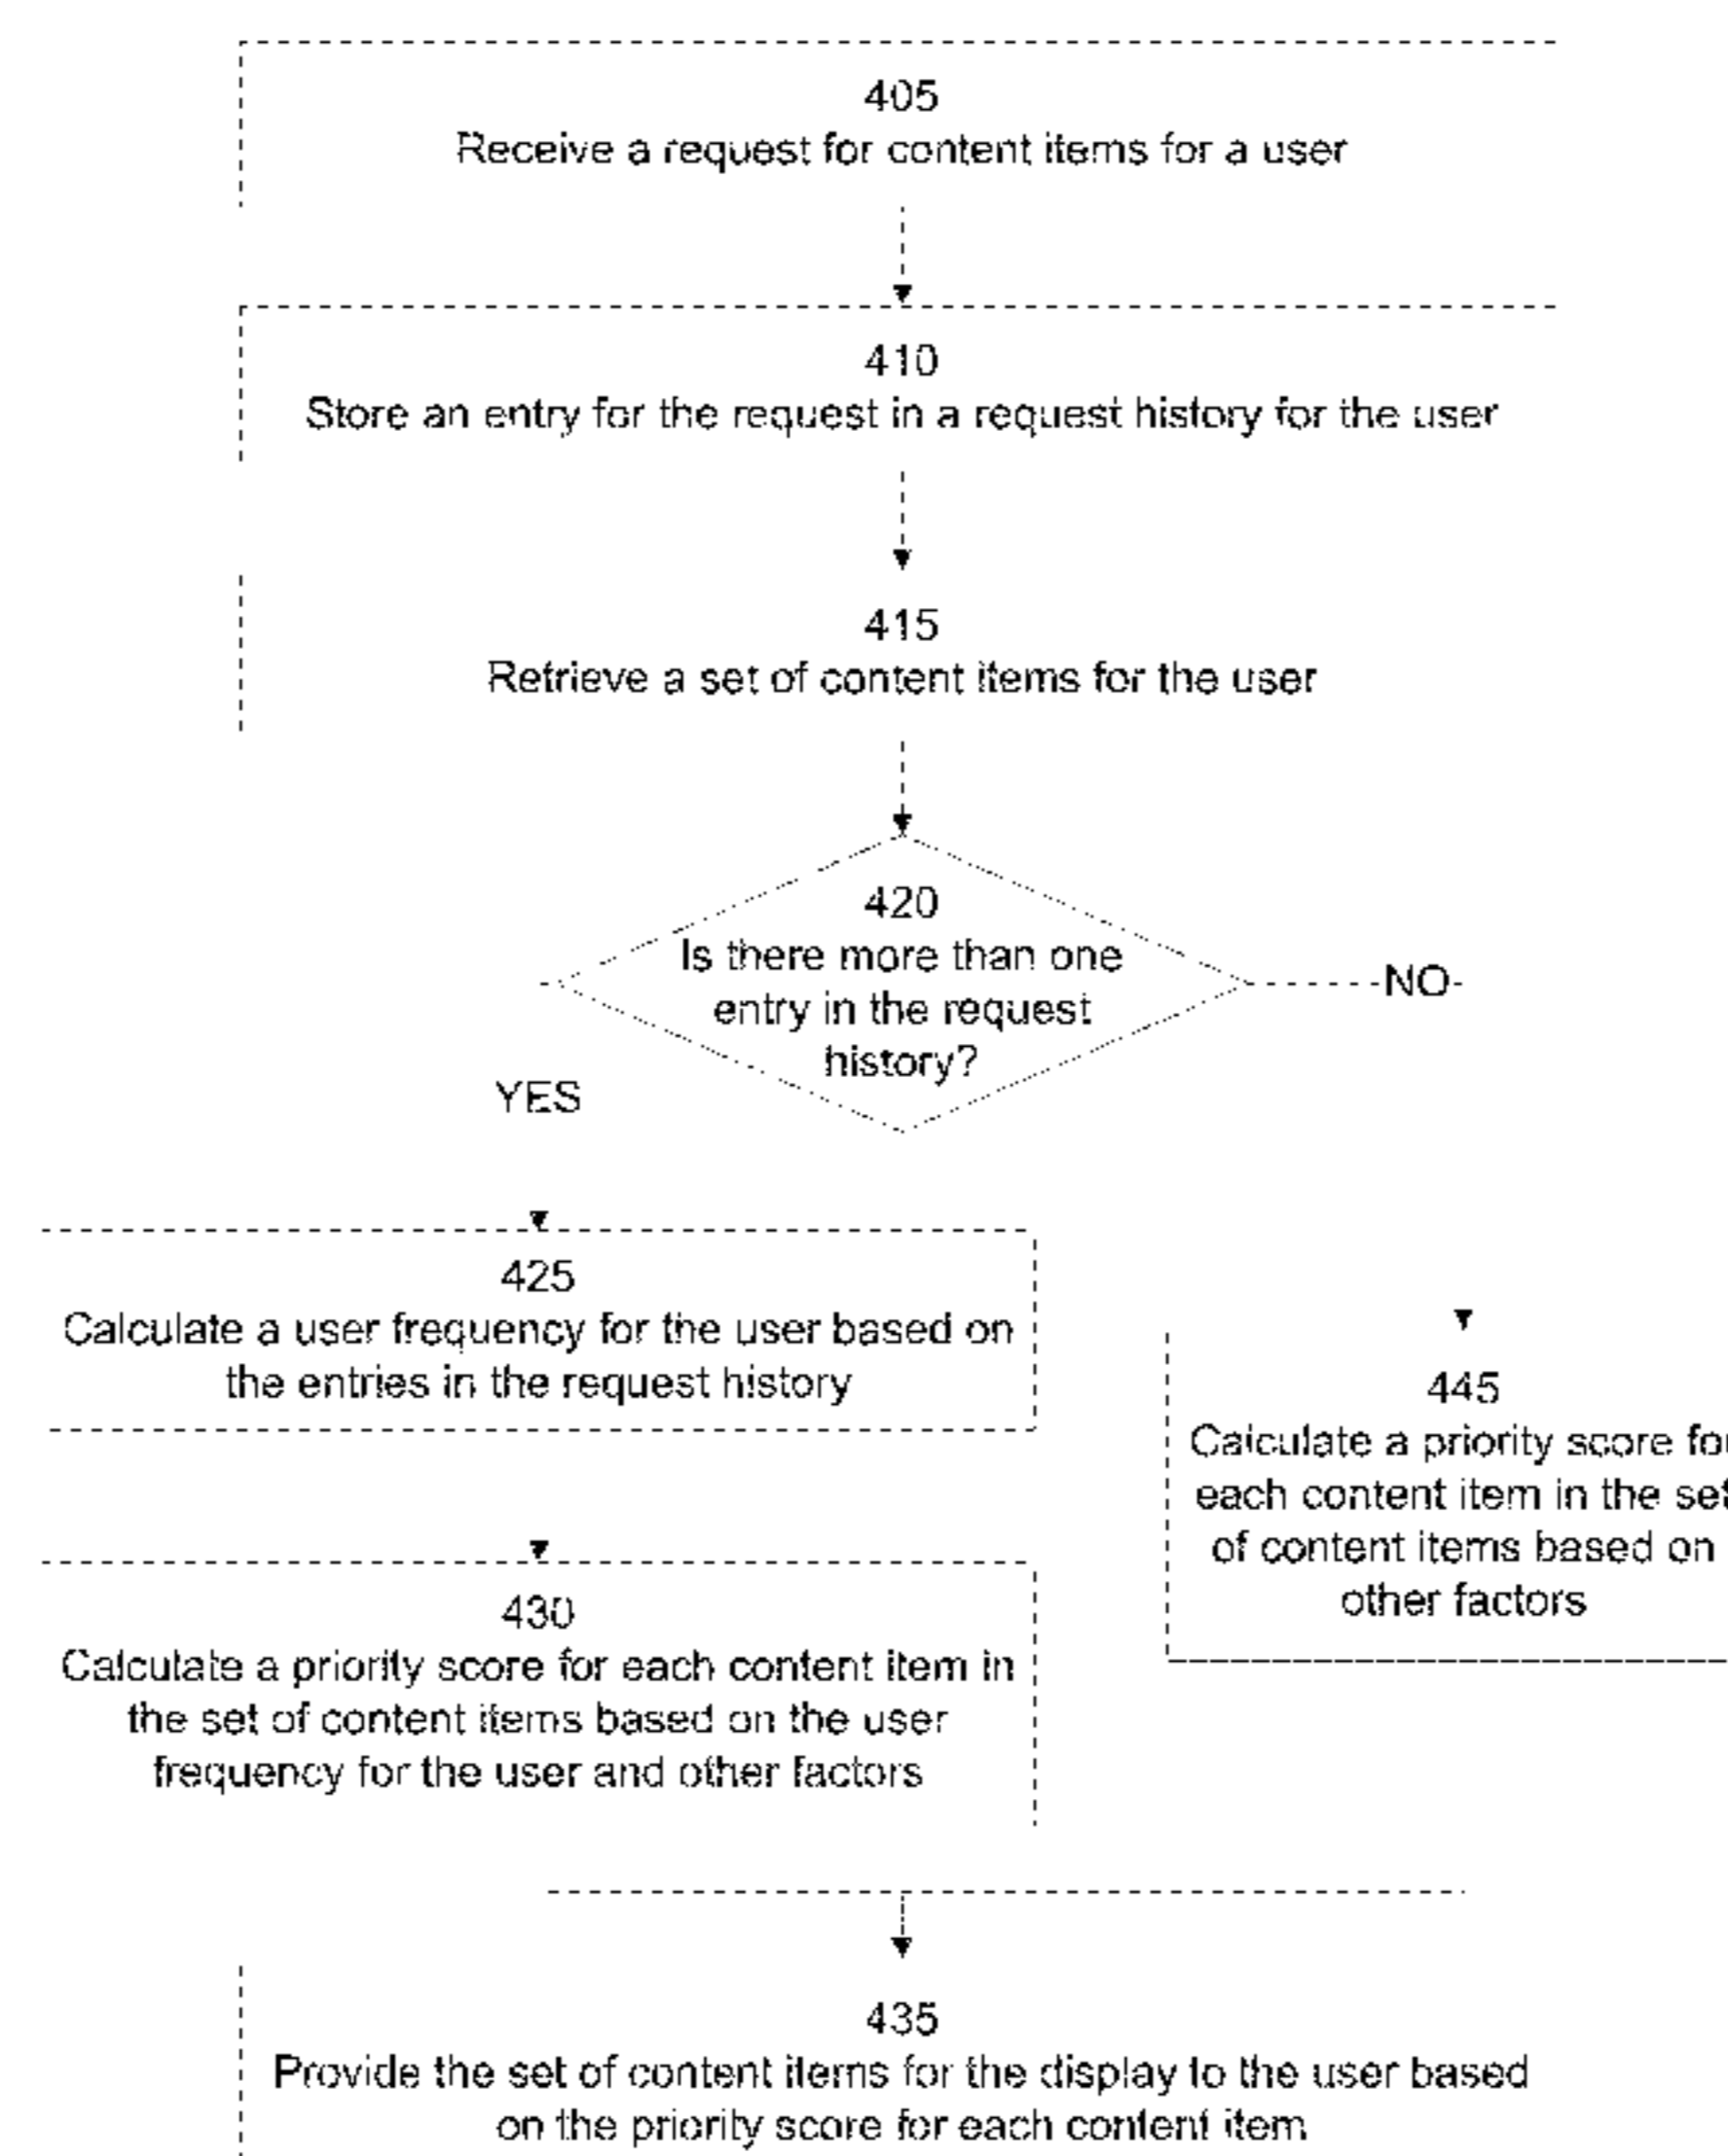 405
Receive a request for content items for a user
410
Store an entry for the request in a request history for the user
415
Retrieve a set of content items for the user
420
Is there more than one
entry in the request
history?
NO
YES
425
Calculate a user frequency for the user based on
the entries in the request history
445
Calculate a priority score for
each content item in the set
of content items based on
other factors
430
Calculate a priority score for each content item in
the set of content items based on the user
frequency for the user and other factors
435
Provide the set of content items for the display to the user based
on the priority score for each content item